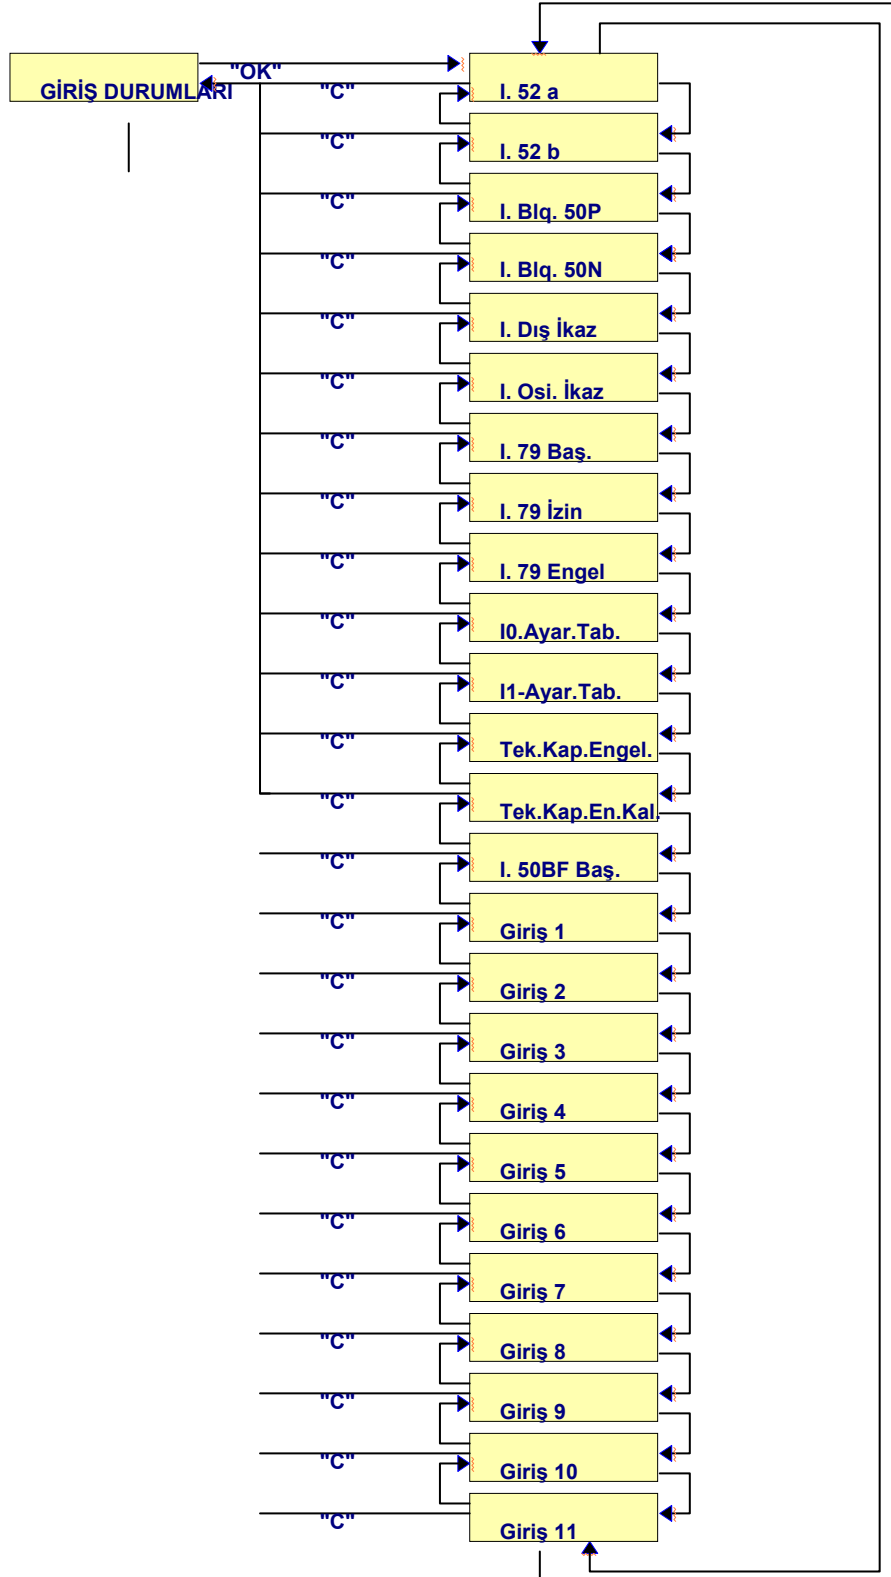 "OK"
GİRİŞ DURUMLARI
"C"
I. 52 a
"C"
I. 52 b
"C"
I. Blq. 50P
"C"
I. Blq. 50N
"C"
I. Dış İkaz
"C"
I. Osi. İkaz
"C"
I. 79 Baş.
"C"
I. 79 İzin
"C"
I. 79 Engel
"C"
I0.Ayar.Tab.
"C"
I1-Ayar.Tab.
"C"
Tek.Kap.Engel.
"C"
Tek.Kap.En.Kal.
"C"
I. 50BF Baş.
"C"
Giriş 1
"C"
Giriş 2
"C"
Giriş 3
"C"
Giriş 4
"C"
Giriş 5
"C"
Giriş 6
"C"
Giriş 7
"C"
Giriş 8
"C"
Giriş 9
"C"
Giriş 10
"C"
Giriş 11